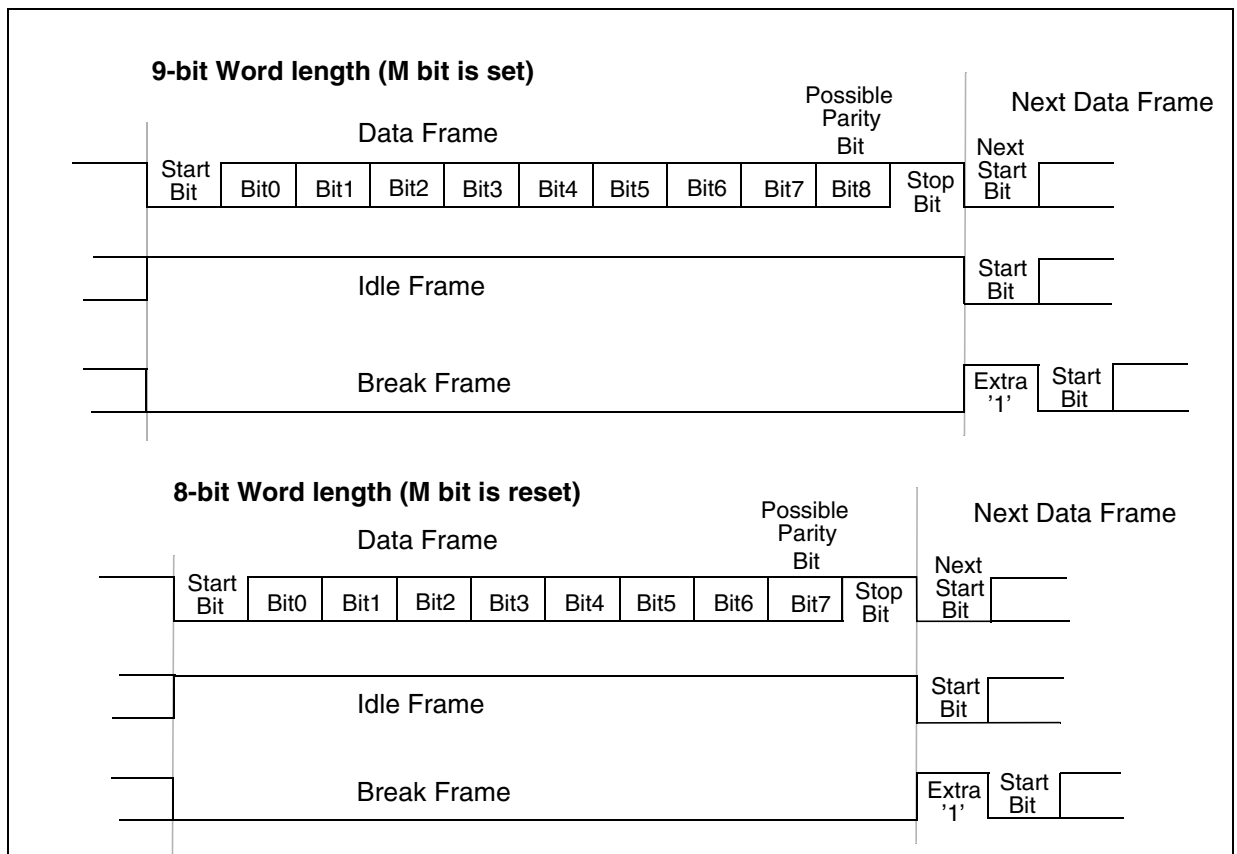 9-bit Word length (M bit is set)
Possible
Parity
Bit
Next Data Frame
Data Frame
Next
Start
Bit
Start
Bit
Bit0
Bit1
Bit2
Bit3
Bit4
Bit5
Bit6
Bit7
Bit8
Stop
Bit
Idle Frame
Start
Bit
Break Frame
Extra
'1'
Start
Bit
8-bit Word length (M bit is reset)
Possible
Parity
Bit
Next Data Frame
Data Frame
Next
Start
Bit
Start
Bit
Bit0
Bit1
Bit2
Bit3
Bit4
Bit5
Bit6
Bit7
Stop
Bit
Idle Frame
Start
Bit
Break Frame
Extra
'1'
Start
Bit